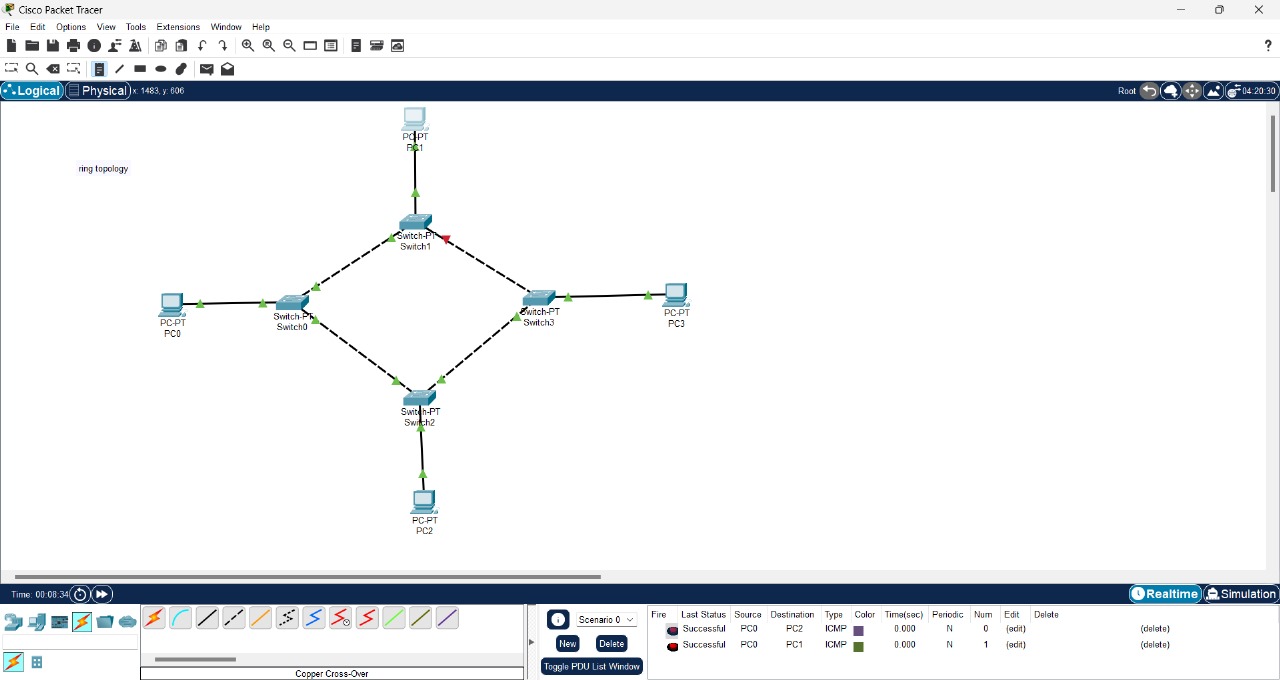 Cisco Packet Tracer
File Edit Options View Tools Extensions Window Help
?
Logical Physical x: 1483, y: 606 Root 04:20:30
PC-PT
PC1
ring topology
Switch-PT
Switch1
PC-PT
PC0
Switch-PT
Switch0
Switch-PT
Switch3
PC-PT
PC3
Switch-PT
Switch2
PC-PT
PC2
Time: 00:08:34 Realtime Simulation
Scenario 0
New Delete
Toggle PDU List Window
Copper Cross-Over
Fire Last Status Source Destination Type Color Time(sec) Periodic Num Edit Delete
Successful PC0 PC2 ICMP 0.000 N 0 (edit) (delete)
Successful PC0 PC1 ICMP 0.000 N 1 (edit) (delete)